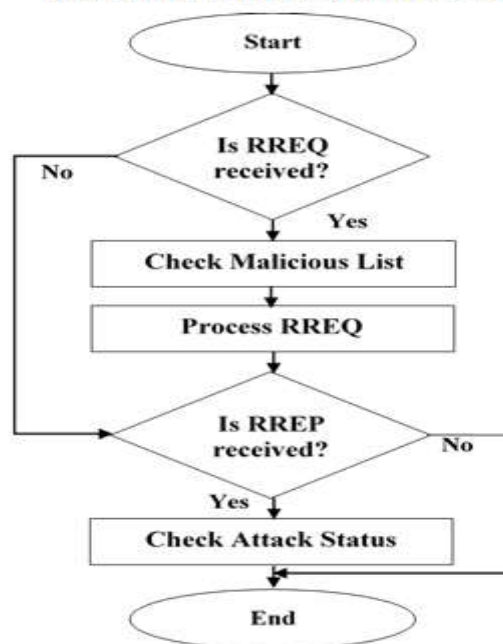 Start
Is RREQ
received?
No
Yes
Check Malicious List
Process RREQ
Is RREP
received?
No
Yes
Check Attack Status
End